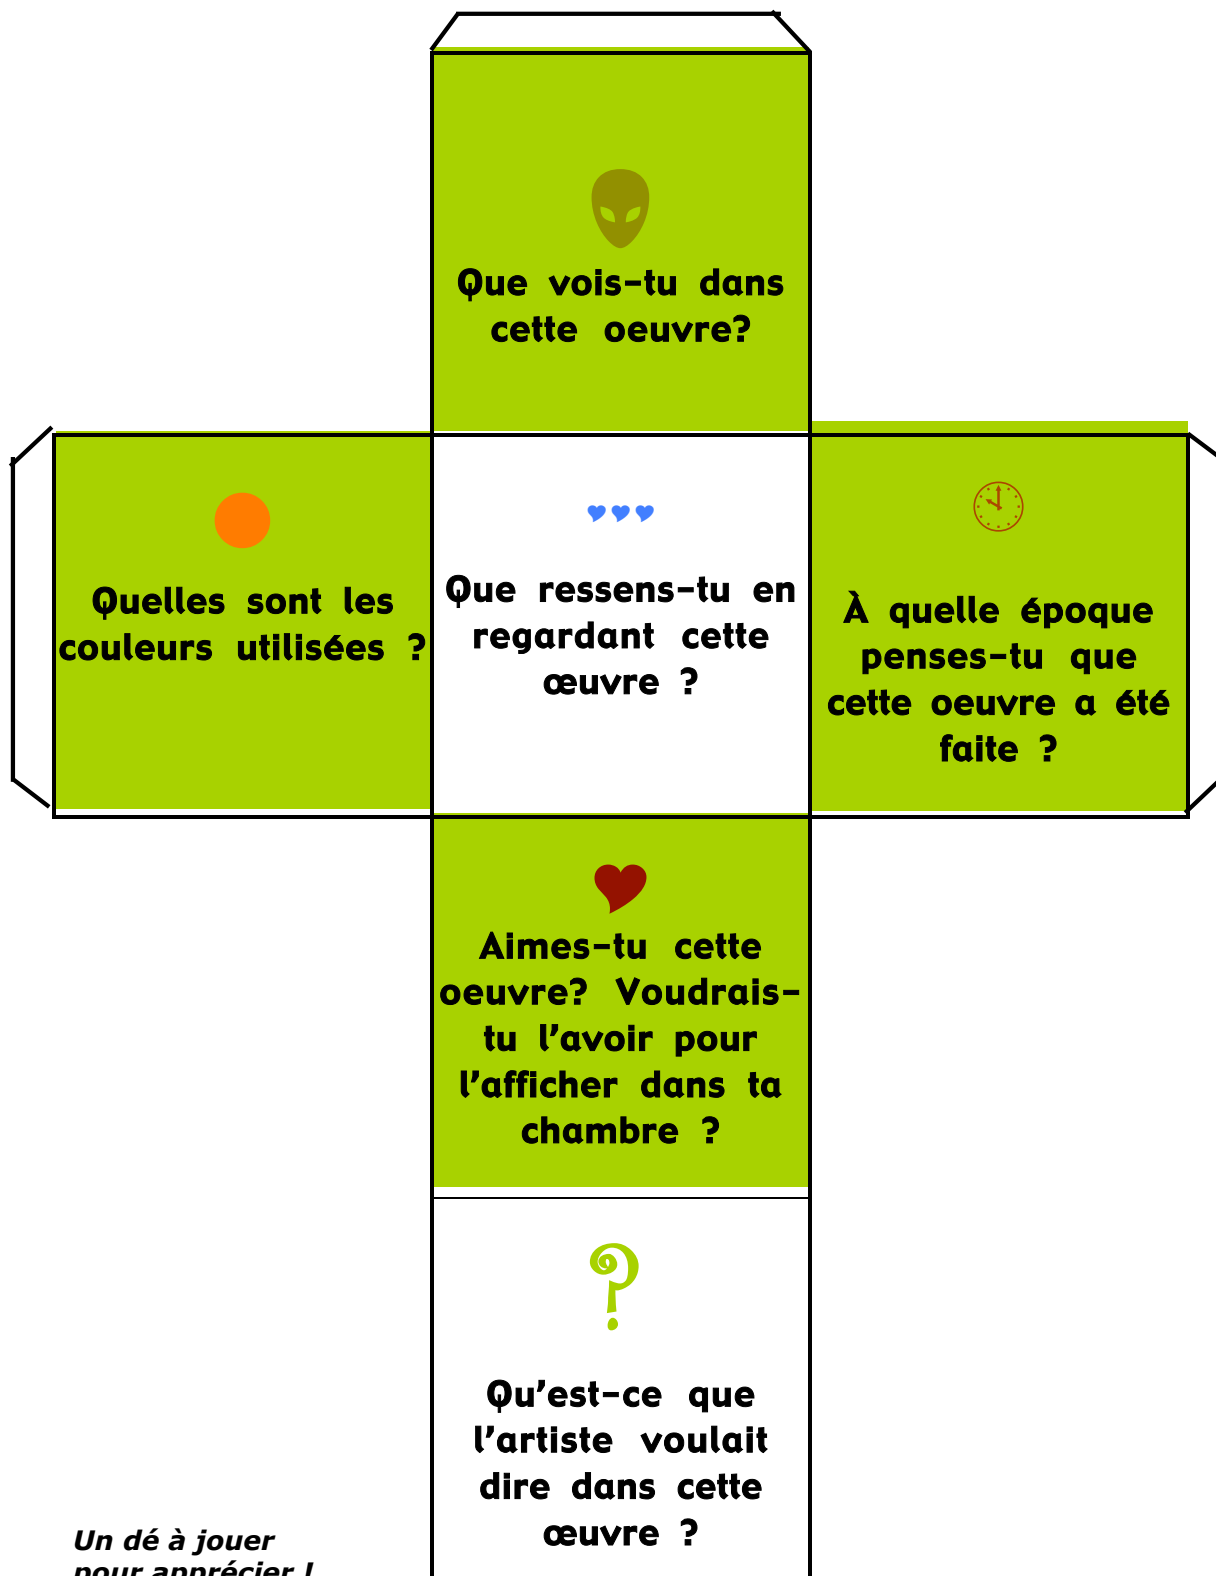 Que vois-tu dans
cette oeuvre?
Quelles sont les
couleurs utilisées ?
Que ressens-tu en
regardant cette
œuvre ?
À quelle époque
penses-tu que
cette oeuvre a été
faite ?
Aimes-tu cette
oeuvre? Voudrais-
tu l'avoir pour
l'afficher dans ta
chambre ?
?
Qu'est-ce que
l'artiste voulait
dire dans cette
œuvre ?
Un dé à jouer
pour apprécier !